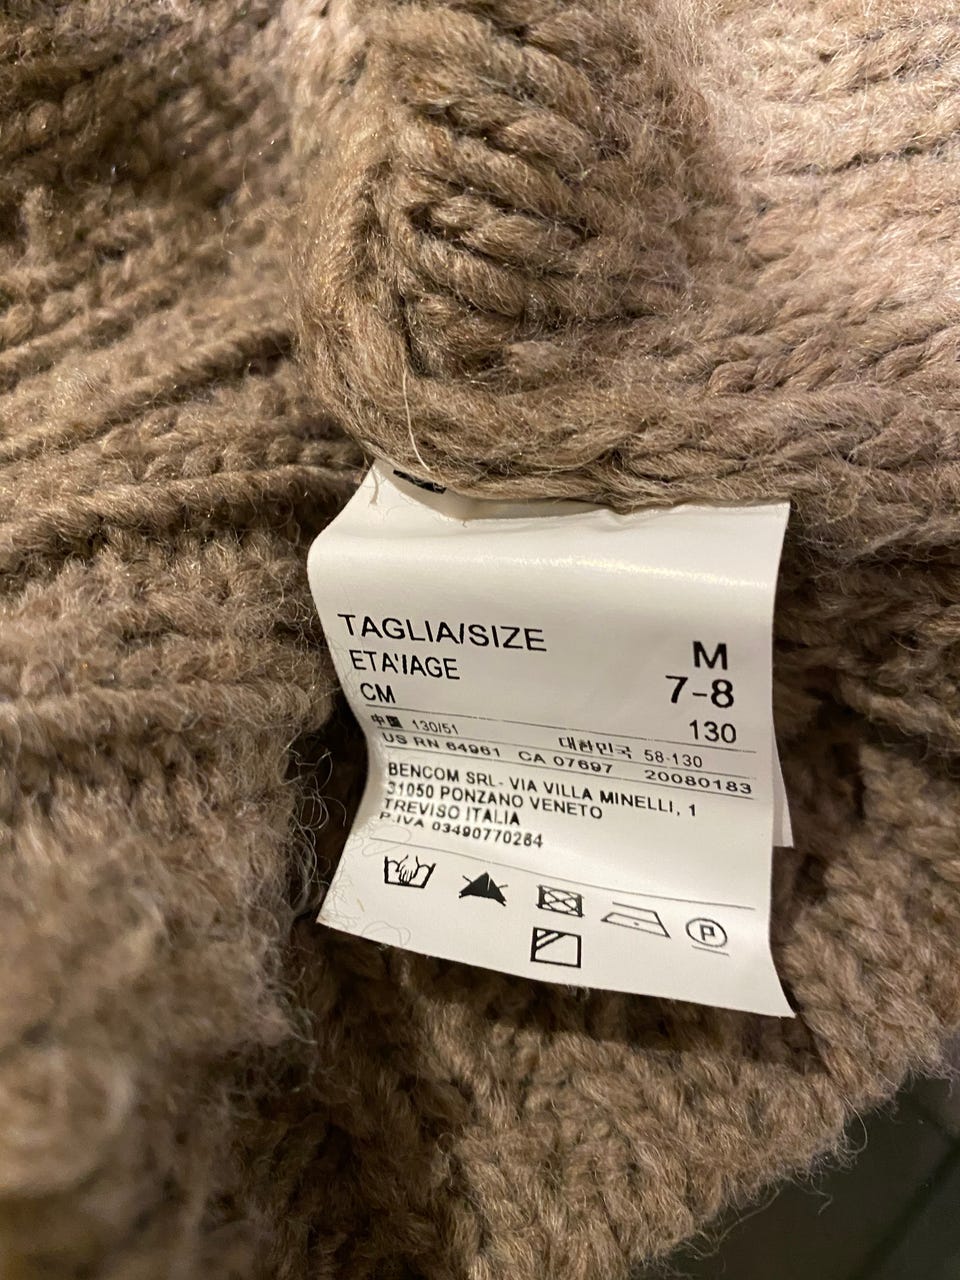 TAGLIA/SIZE M
ETA'/AGE 7-8
CM 130
中国 130/51 대한민국 58-130
US RN 64961 CA 07697 20080183
BENCOM SRL- VIA VILLA MINELLI, 1
31050 PONZANO VENETO
TREVISO ITALIA
P.IVA 03490770264
P